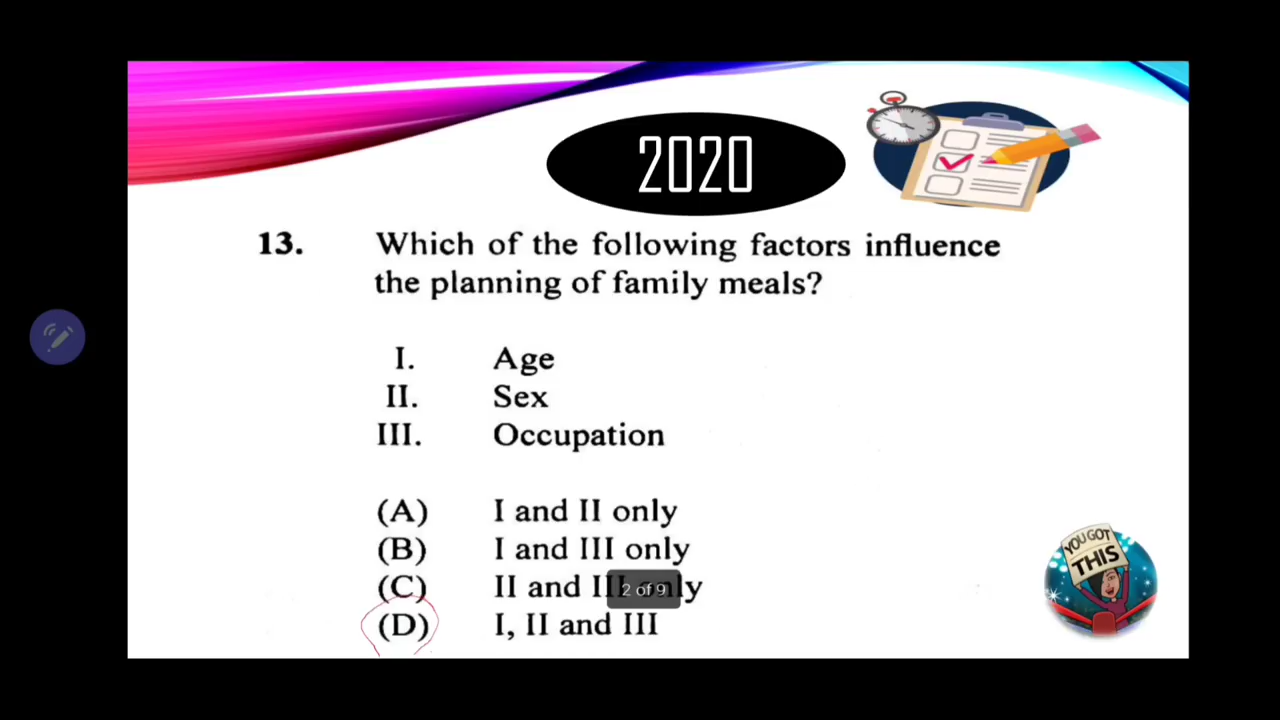 2020
13. Which of the following factors influence
the planning of family meals?
I. Age
II. Sex
III. Occupation
(A) I and II only
(B) I and III only
(C) II and III only
2 of 9
(D) I, II and III
YOU GOT
THIS